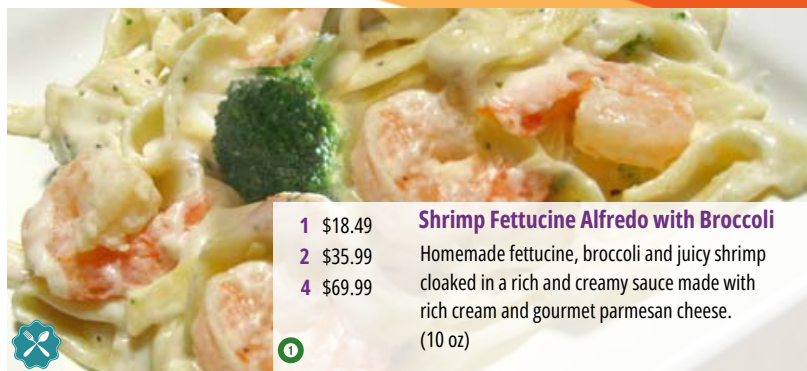 1 $18.49
2 $35.99
4 $69.99
Shrimp Fettucine Alfredo with Broccoli
Homemade fettucine, broccoli and juicy shrimp
cloaked in a rich and creamy sauce made with
rich cream and gourmet parmesan cheese.
(10 oz)
1